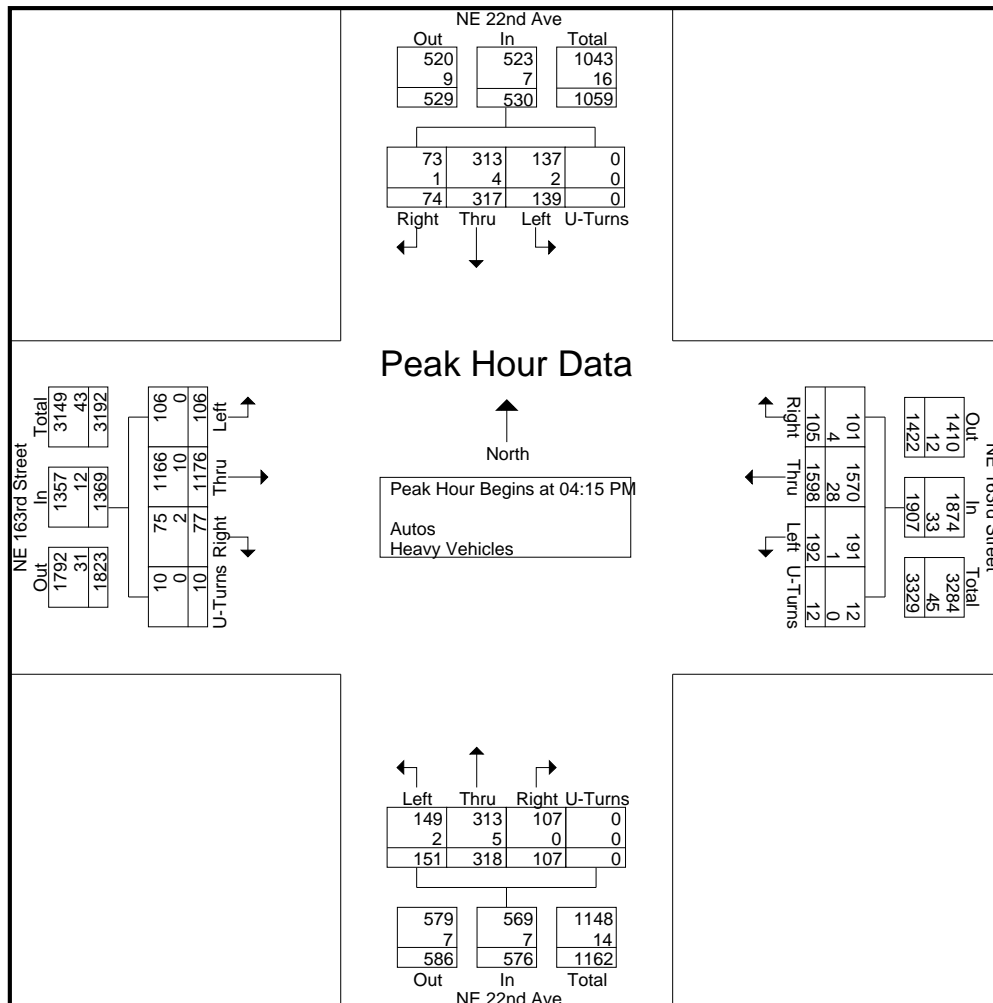 NE 22nd Ave
Out In Total
520 523 1043
9 7 16
529 530 1059
73 313 137 0
1 4 2 0
74 317 139 0
Right Thru Left U-Turns
Peak Hour Data
North
Peak Hour Begins at 04:15 PM
Autos
Heavy Vehicles
NE 163rd Street
Out In Total
1792 1357 3149
31 12 43
1823 1369 3192
10 75 1166 106
0 2 10 0
10 77 1176 106
U-Turns Right Thru Left
NE 163rd Street
Out In Total
1410 1874 3284
12 33 45
1422 1907 3329
101 1570 191 12
4 28 1 0
105 1598 192 12
Right Thru Left U-Turns
Left Thru Right U-Turns
149 313 107 0
2 5 0 0
151 318 107 0
579 569 1148
7 7 14
586 576 1162
Out In Total
NE 22nd Ave